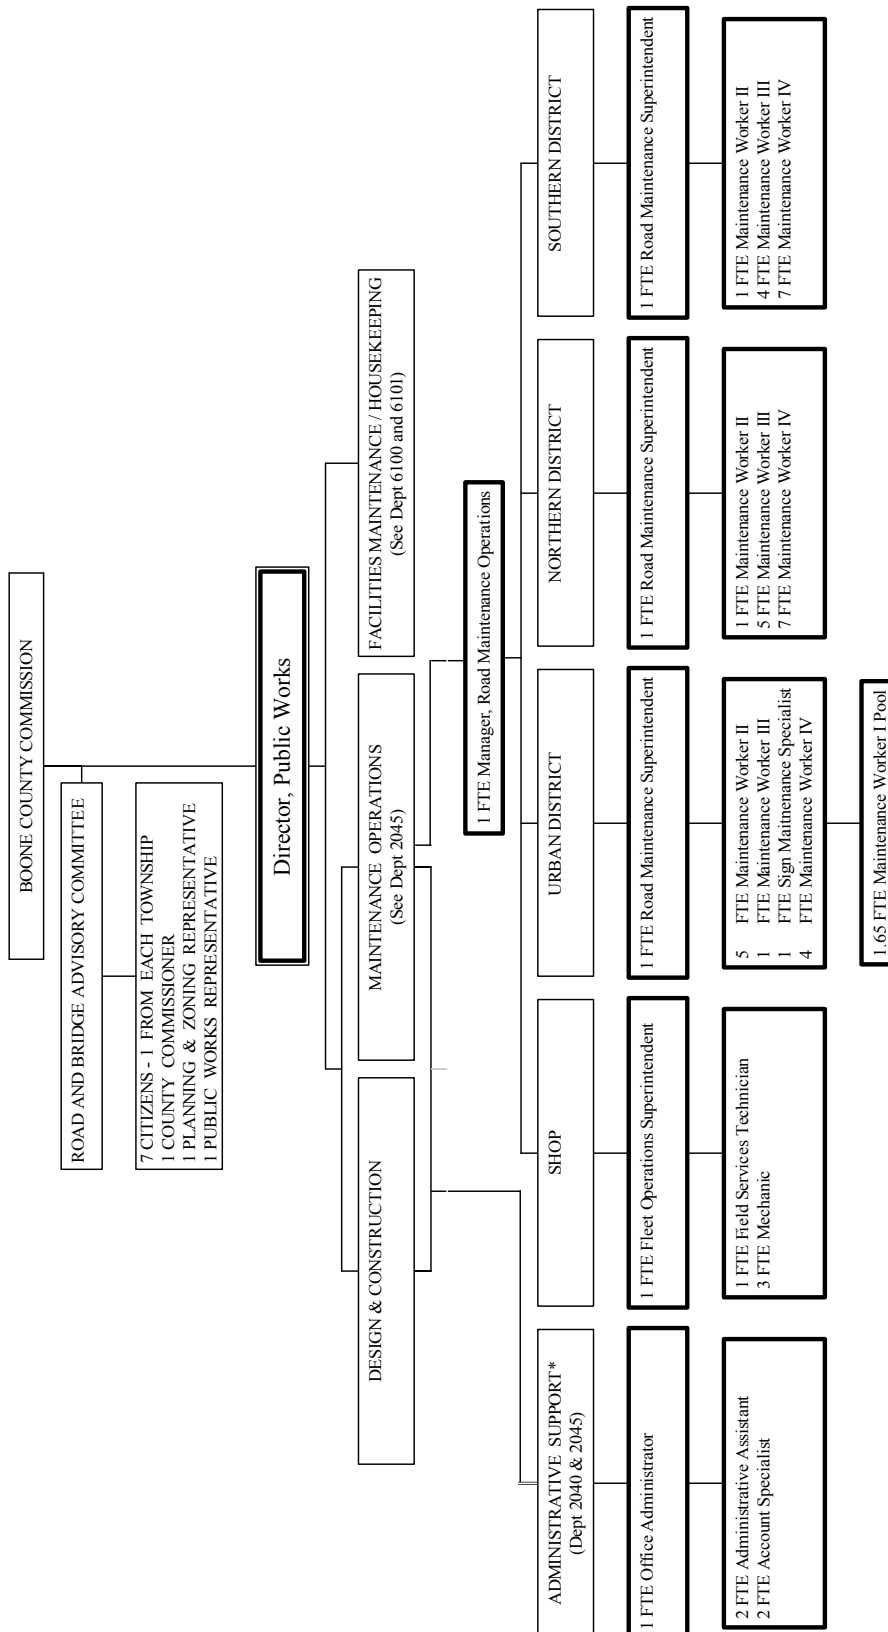 BOONE COUNTY COMMISSION
ROAD AND BRIDGE ADVISORY COMMITTEE
7 CITIZENS - 1 FROM EACH TOWNSHIP
1 COUNTY COMMISSIONER
1 PLANNING & ZONING REPRESENTATIVE
1 PUBLIC WORKS REPRESENTATIVE
Director, Public Works
DESIGN & CONSTRUCTION
MAINTENANCE OPERATIONS
(See Dept 2045)
FACILITIES MAINTENANCE / HOUSEKEEPING
(See Dept 6100 and 6101)
1 FTE Manager, Road Maintenance Operations
ADMINISTRATIVE SUPPORT*
(Dept 2040 & 2045)
1 FTE Office Administrator
2 FTE Administrative Assistant
2 FTE Account Specialist
SHOP
1 FTE Fleet Operations Superintendent
1 FTE Field Services Technician
3 FTE Mechanic
URBAN DISTRICT
1 FTE Road Maintenance Superintendent
5 FTE Maintenance Worker II
1 FTE Maintenance Worker III
1 FTE Sign Maitnenance Specialist
4 FTE Maintenance Worker IV
1.65 FTE Maintenance Worker I Pool
NORTHERN DISTRICT
1 FTE Road Maintenance Superintendent
1 FTE Maintenance Worker II
5 FTE Maintenance Worker III
7 FTE Maintenance Worker IV
SOUTHERN DISTRICT
1 FTE Road Maintenance Superintendent
1 FTE Maintenance Worker II
4 FTE Maintenance Worker III
7 FTE Maintenance Worker IV